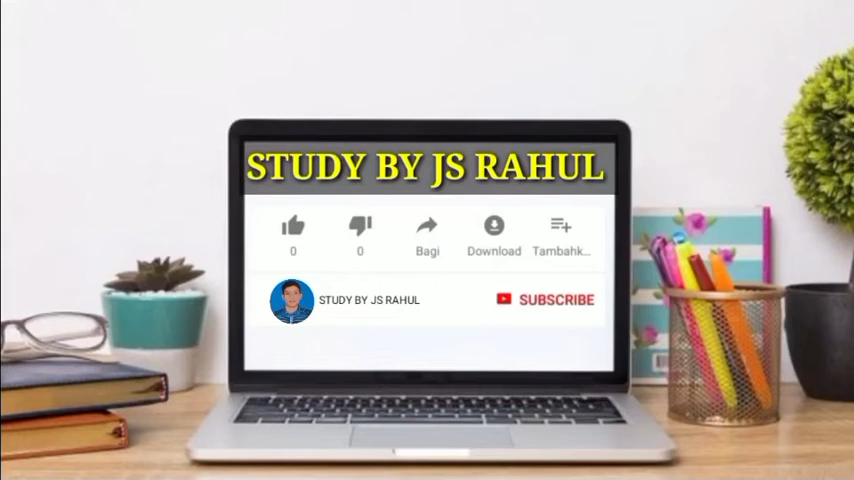 STUDY BY JS RAHUL
0 0 Bagi Download Tambahk...
STUDY BY JS RAHUL SUBSCRIBE